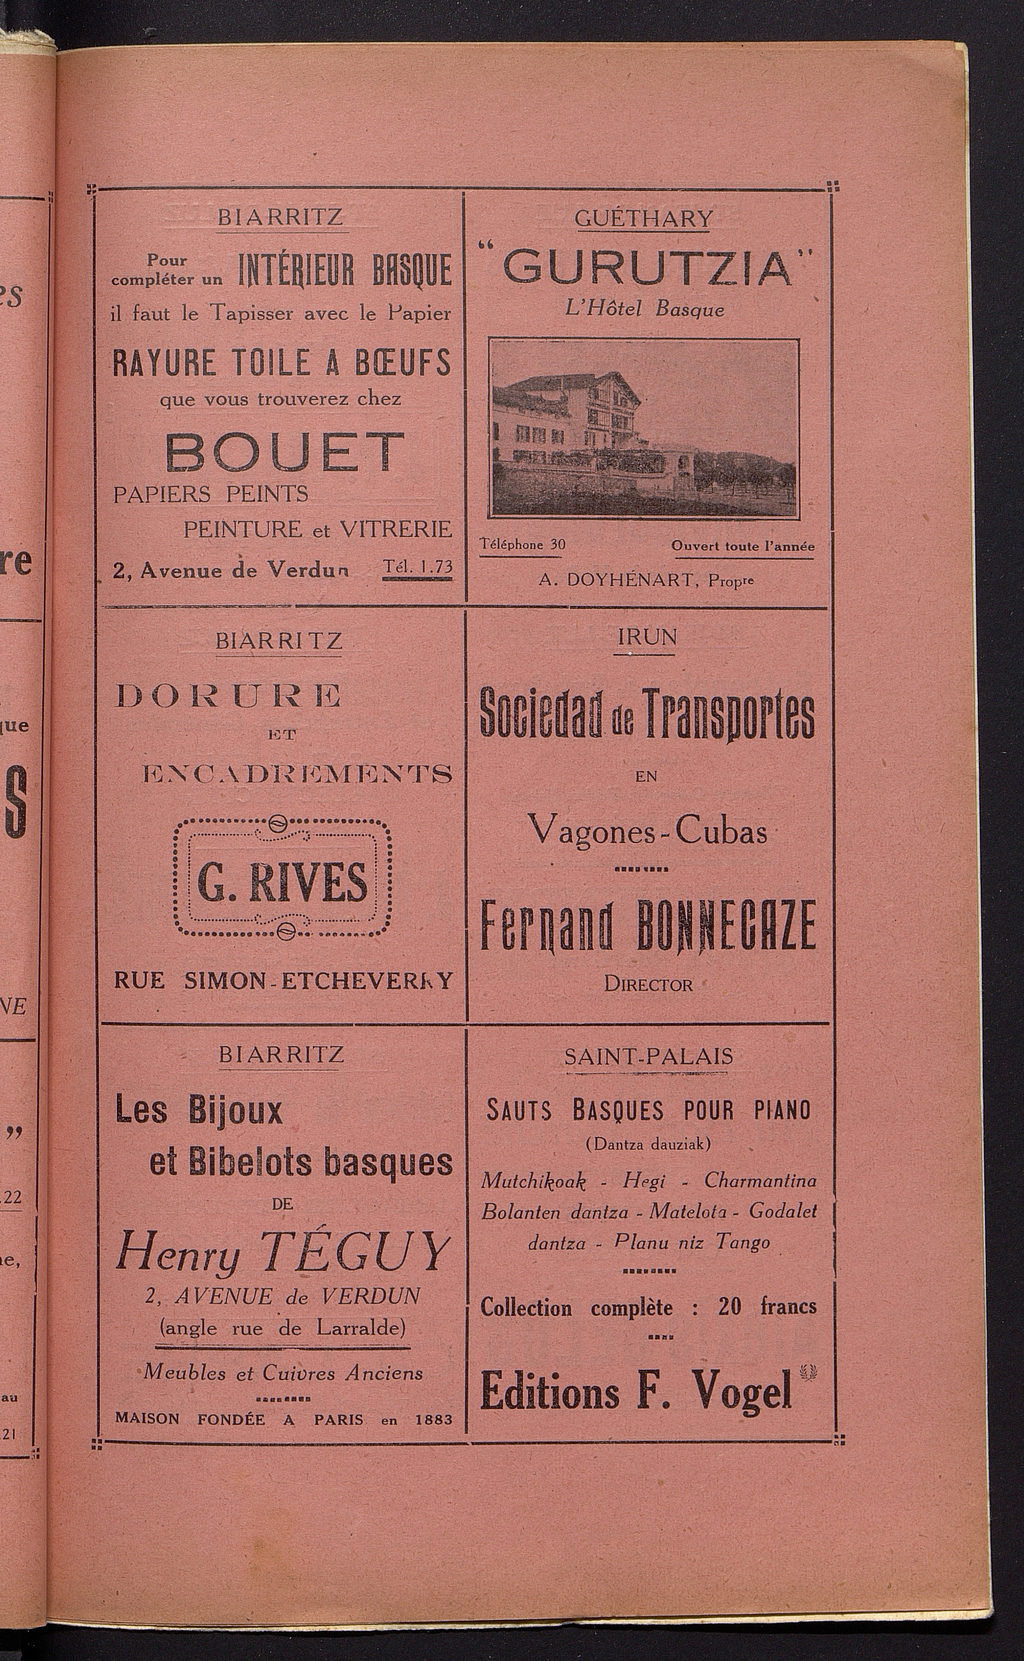 BIARRITZ
Pour
compléter un INTÉRIEUR BASQUE
il faut le Tapisser avec le Papier
RAYURE TOILE A BŒUFS
que vous trouverez chez
BOUET
PAPIERS PEINTS
PEINTURE et VITRERIE
2, Avenue de Verdun Tél. 1.73
GUÉTHARY
"GURUTZIA"
L'Hôtel Basque
Téléphone 30 Ouvert toute l'année
A. DOYHÉNART, Propre
BIARRITZ
DORURE
ET
ENCADREMENTS
G. RIVES
RUE SIMON-ETCHEVERRY
IRUN
Sociedad de Transportes
EN
Vagones-Cubas
Fernand BONNECAZE
DIRECTOR
BIARRITZ
Les Bijoux
et Bibelots basques
DE
Henry TÉGUY
2, AVENUE de VERDUN
(angle rue de Larralde)
Meubles et Cuivres Anciens
MAISON FONDÉE A PARIS en 1883
SAINT-PALAIS
SAUTS BASQUES POUR PIANO
(Dantza dauziak)
Mutchikoak - Hegi - Charmantina
Bolanten dantza - Matelota - Godalet
dantza - Planu niz Tango
Collection complète : 20 francs
Editions F. Vogel